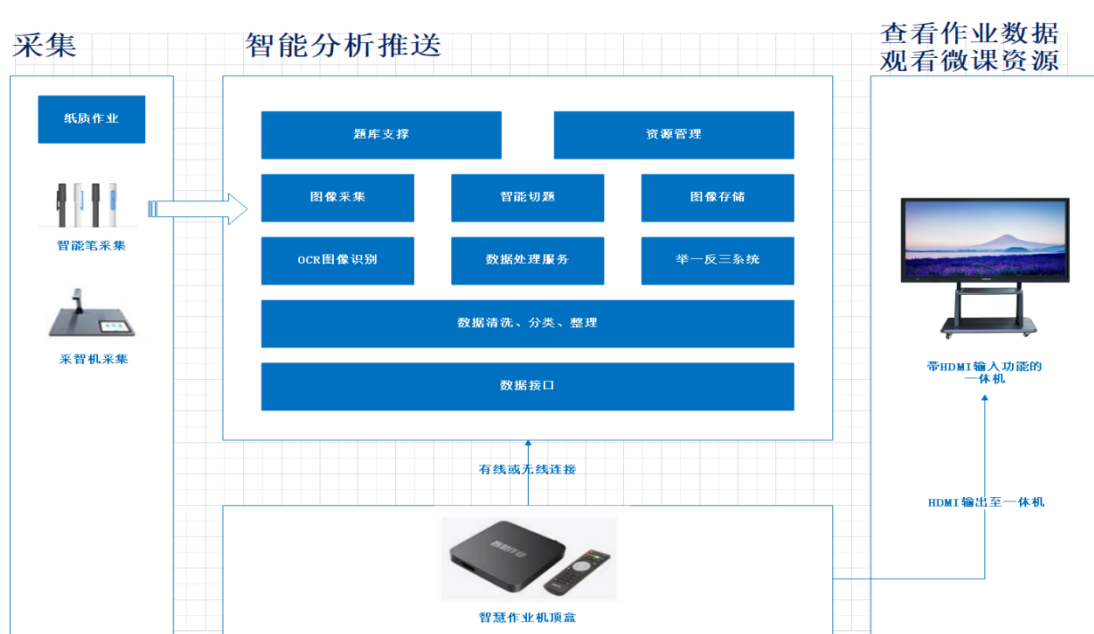 采集
智能分析推送
查看作业数据
观看微课资源
纸质作业
智能笔采集
采智机采集
题库支撑
资源管理
图像采集
智能切题
图像存储
OCR图像识别
数据处理服务
举一反三系统
数据清洗、分类、整理
数据接口
有线或无线连接
智慧作业机顶盒
带HDMI输入功能的
一体机
HDMI输出至一体机